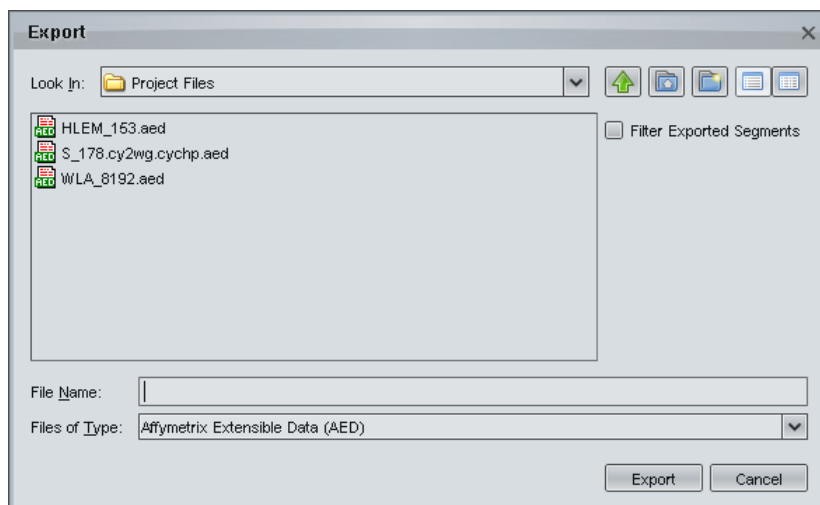 Export
Look In: Project Files
HLEM_153.aed
Filter Exported Segments
S_178.cy2wg.cychp.aed
WLA_8192.aed
File Name:
Files of Type: Affymetrix Extensible Data (AED)
Export Cancel